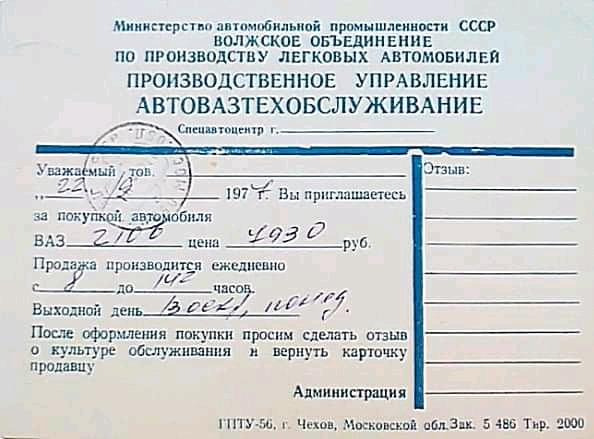 Министерство автомобильной промышленности СССР
ВОЛЖСКОЕ ОБЪЕДИНЕНИЕ
ПО ПРОИЗВОДСТВУ ЛЕГКОВЫХ АВТОМОБИЛЕЙ
ПРОИЗВОДСТВЕННОЕ УПРАВЛЕНИЕ
АВТОВАЗТЕХОБСЛУЖИВАНИЕ
Спецавтоцентр г.
Уважаемый тов.
„22 197 г. Вы приглашаетесь
за покупкой автомобиля
ВАЗ 2106 цена 7930 руб.
Продажа производится ежедневно
с 8 до часов
Выходной день Воскр, понед.
После оформления покупки просим сделать отзыв
о культуре обслуживания и вернуть карточку
продавцу
Администрация
Отзыв:
ГПТУ-56, г. Чехов, Московской обл. Зак. 5 486 Тир. 2000